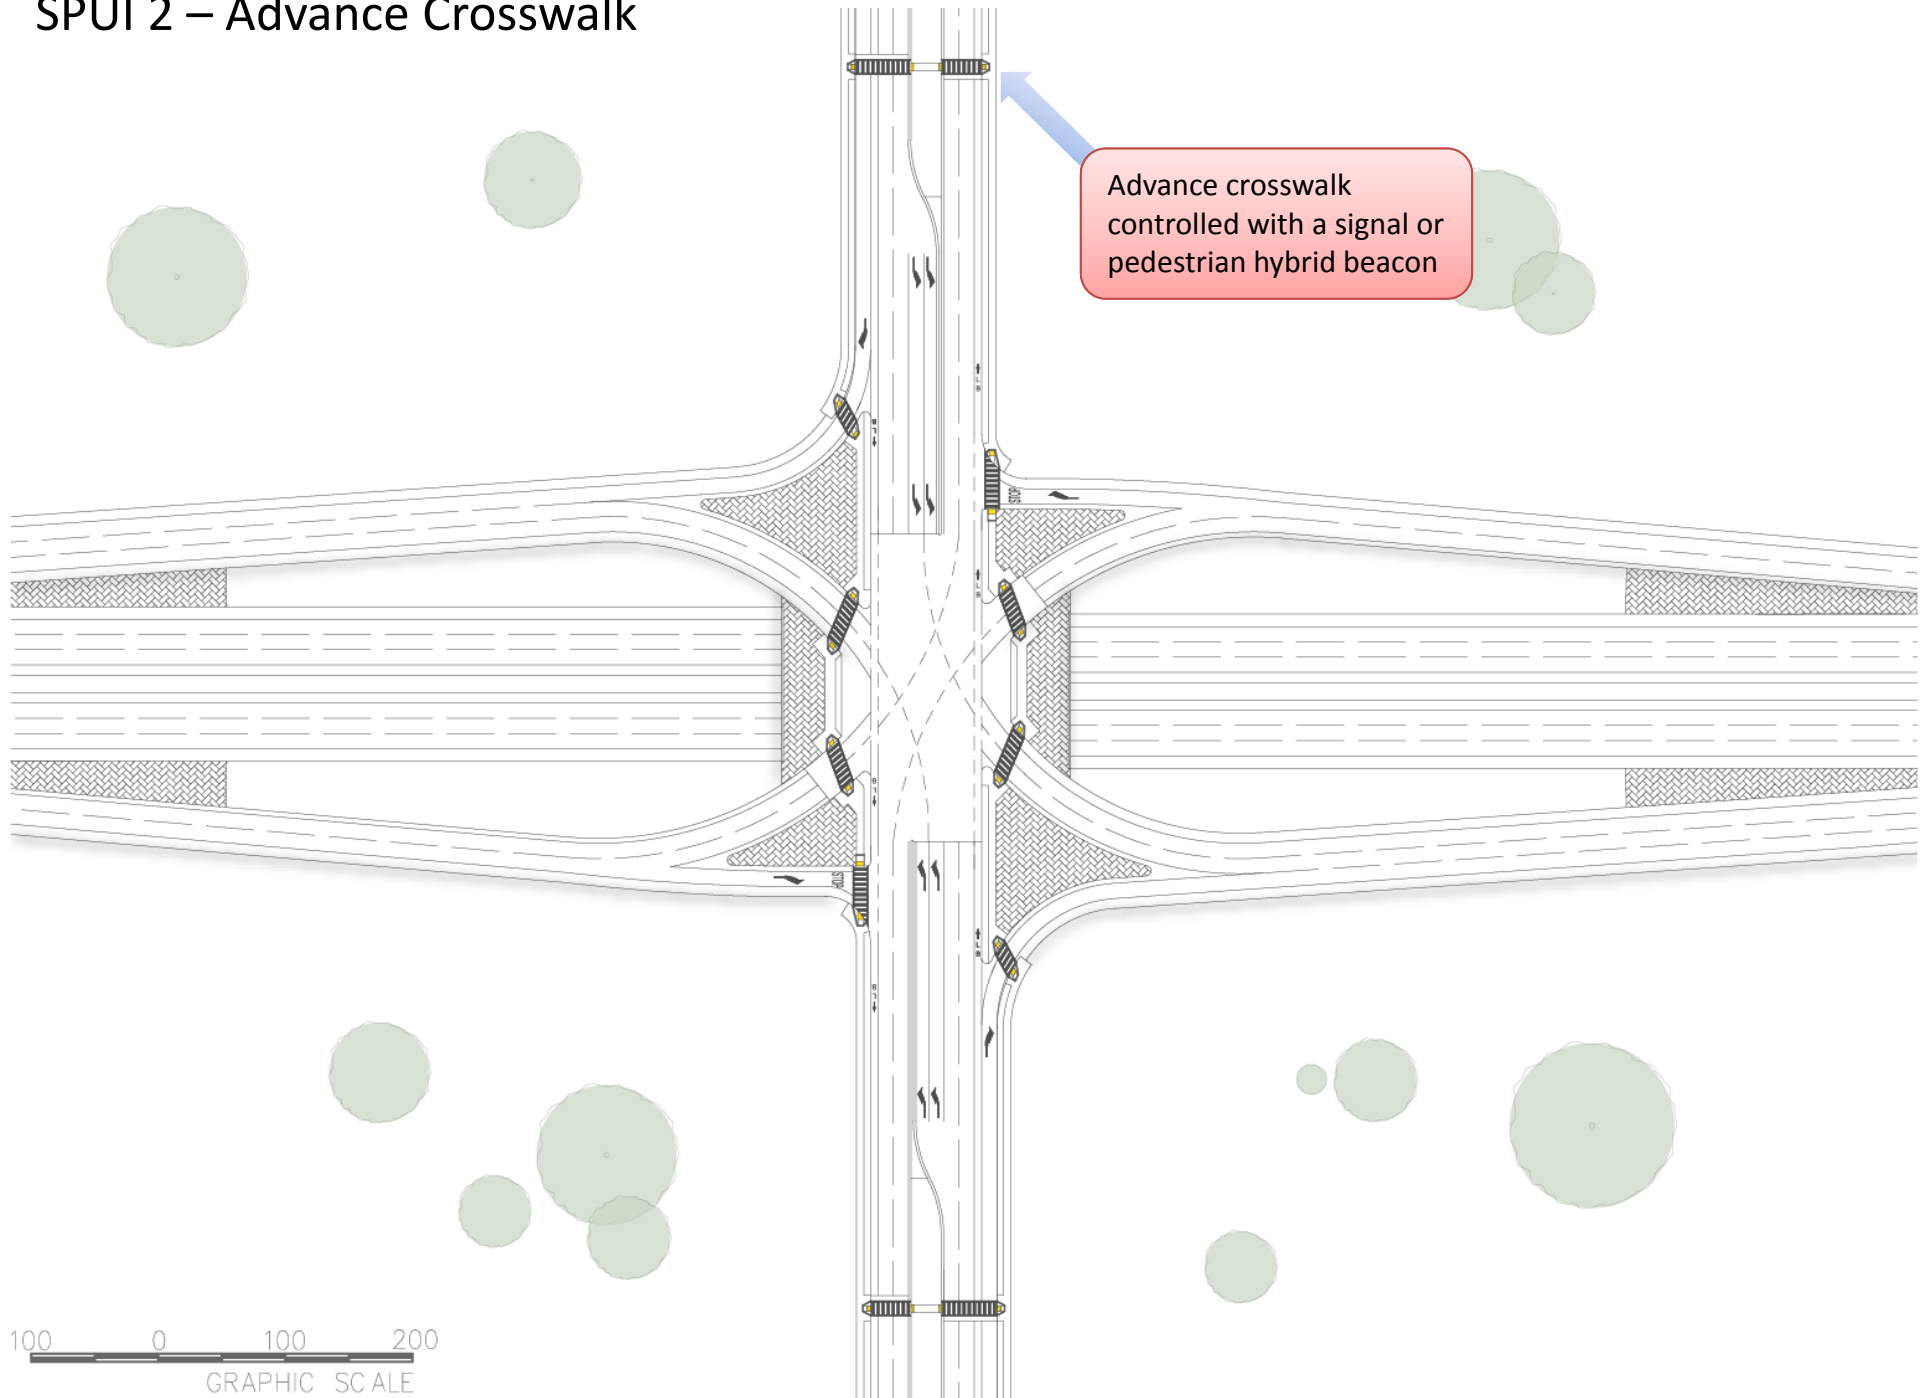 SPUI 2 – Advance Crosswalk
Advance crosswalk
controlled with a signal or
pedestrian hybrid beacon
STOP
STOP
100 0 100 200
GRAPHIC SCALE